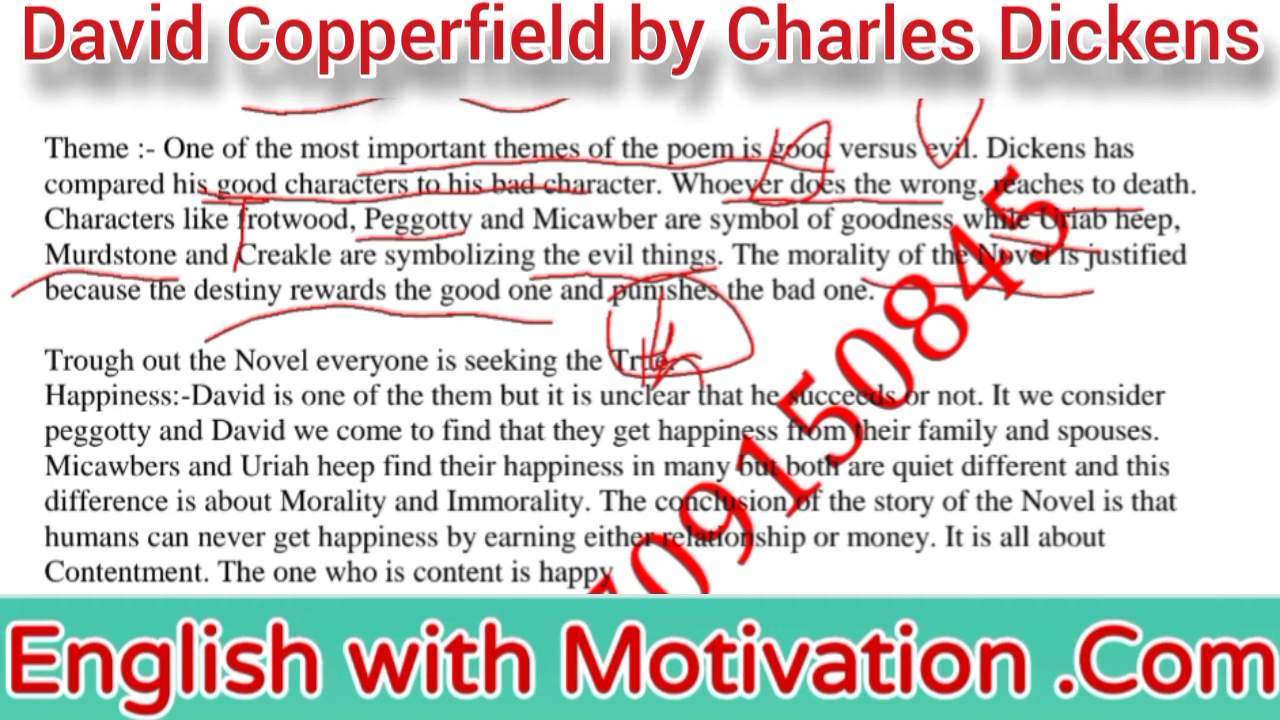 David Copperfield by Charles Dickens
Theme :- One of the most important themes of the poem is good versus evil. Dickens has
compared his good characters to his bad character. Whoever does the wrong, reaches to death.
Characters like frotwood, Peggotty and Micawber are symbol of goodness while Uriab heep,
Murdstone and Creakle are symbolizing the evil things. The morality of the Novel is justified
because the destiny rewards the good one and punishes the bad one.
Trough out the Novel everyone is seeking the True.
Happiness:-David is one of the them but it is unclear that he succeeds or not. It we consider
peggotty and David we come to find that they get happiness from their family and spouses.
Micawbers and Uriah heep find their happiness in many but both are quiet different and this
difference is about Morality and Immorality. The conclusion of the story of the Novel is that
humans can never get happiness by earning either relationship or money. It is all about
Contentment. The one who is content is happy
09150845
English with Motivation .Com